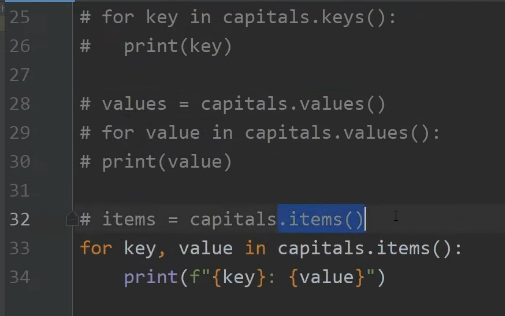 25 # for key in capitals.keys():
26 #   print(key)
27
28 # values = capitals.values()
29 # for value in capitals.values():
30 # print(value)
31
32 # items = capitals.items()
33 for key, value in capitals.items():
34     print(f"{key}: {value}")